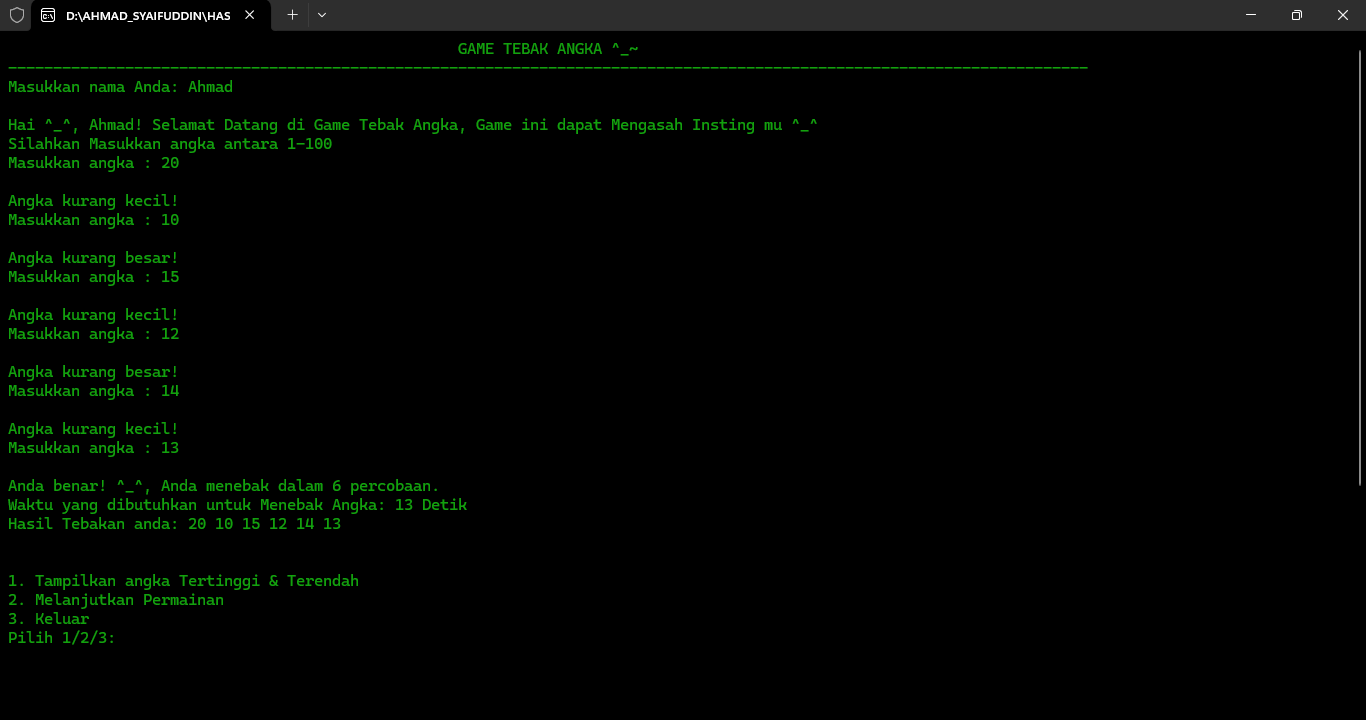 D:\AHMAD_SYAIFUDDIN\HAS
GAME TEBAK ANGKA ^_~
Masukkan nama Anda: Ahmad
Hai ^_^, Ahmad! Selamat Datang di Game Tebak Angka, Game ini dapat Mengasah Insting mu ^_^
Silahkan Masukkan angka antara 1-100
Masukkan angka : 20
Angka kurang kecil!
Masukkan angka : 10
Angka kurang besar!
Masukkan angka : 15
Angka kurang kecil!
Masukkan angka : 12
Angka kurang besar!
Masukkan angka : 14
Angka kurang kecil!
Masukkan angka : 13
Anda benar! ^_^, Anda menebak dalam 6 percobaan.
Waktu yang dibutuhkan untuk Menebak Angka: 13 Detik
Hasil Tebakan anda: 20 10 15 12 14 13
1. Tampilkan angka Tertinggi & Terendah
2. Melanjutkan Permainan
3. Keluar
Pilih 1/2/3: